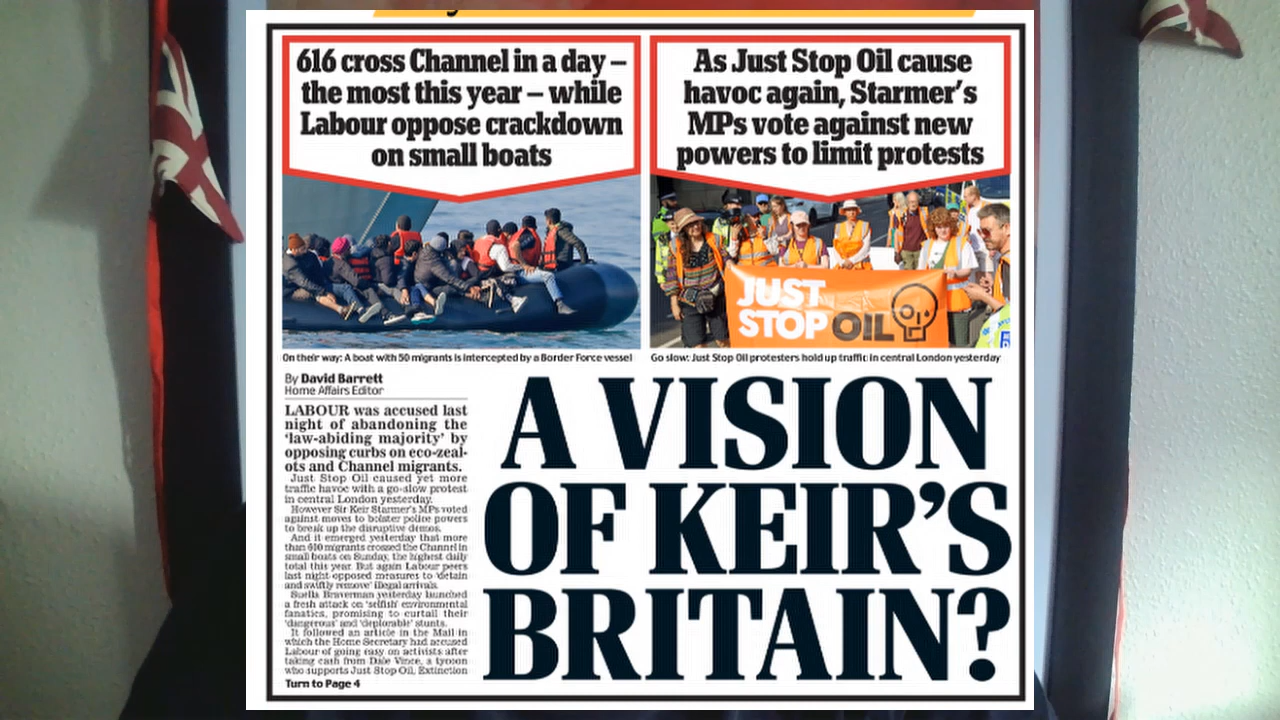 616 cross Channel in a day –
the most this year – while
Labour oppose crackdown
on small boats
As Just Stop Oil cause
havoc again, Starmer's
MPs vote against new
powers to limit protests
JUST
STOP OIL
On their way: A boat with 50 migrants is intercepted by a Border Force vessel
Go slow: Just Stop Oil protesters hold up traffic in central London yesterday
By David Barrett
Home Affairs Editor
LABOUR was accused last
night of abandoning the
'law-abiding majority' by
opposing curbs on eco-zeal-
ots and Channel migrants.
Just Stop Oil caused yet more
traffic havoc with a go-slow protest
in central London yesterday.
However Sir Keir Starmer's MPs voted
against moves to bolster police powers
to break up the disruptive demos.
And it emerged yesterday that more
than 610 migrants crossed the Channel in
small boats on Sunday, the highest daily
total this year. But again Labour peers
last night opposed measures to 'detain
and swiftly remove' illegal arrivals.
Suella Braverman yesterday launched
a fresh attack on 'selfish' environmental
fanatics, promising to curtail their
'dangerous' and 'deplorable' stunts.
It followed an article in the Mail in
which the Home Secretary had accused
Labour of going easy on activists after
taking cash from Dale Vince, a tycoon
who supports Just Stop Oil, Extinction
Turn to Page 4
A VISION
OF KEIR'S
BRITAIN?